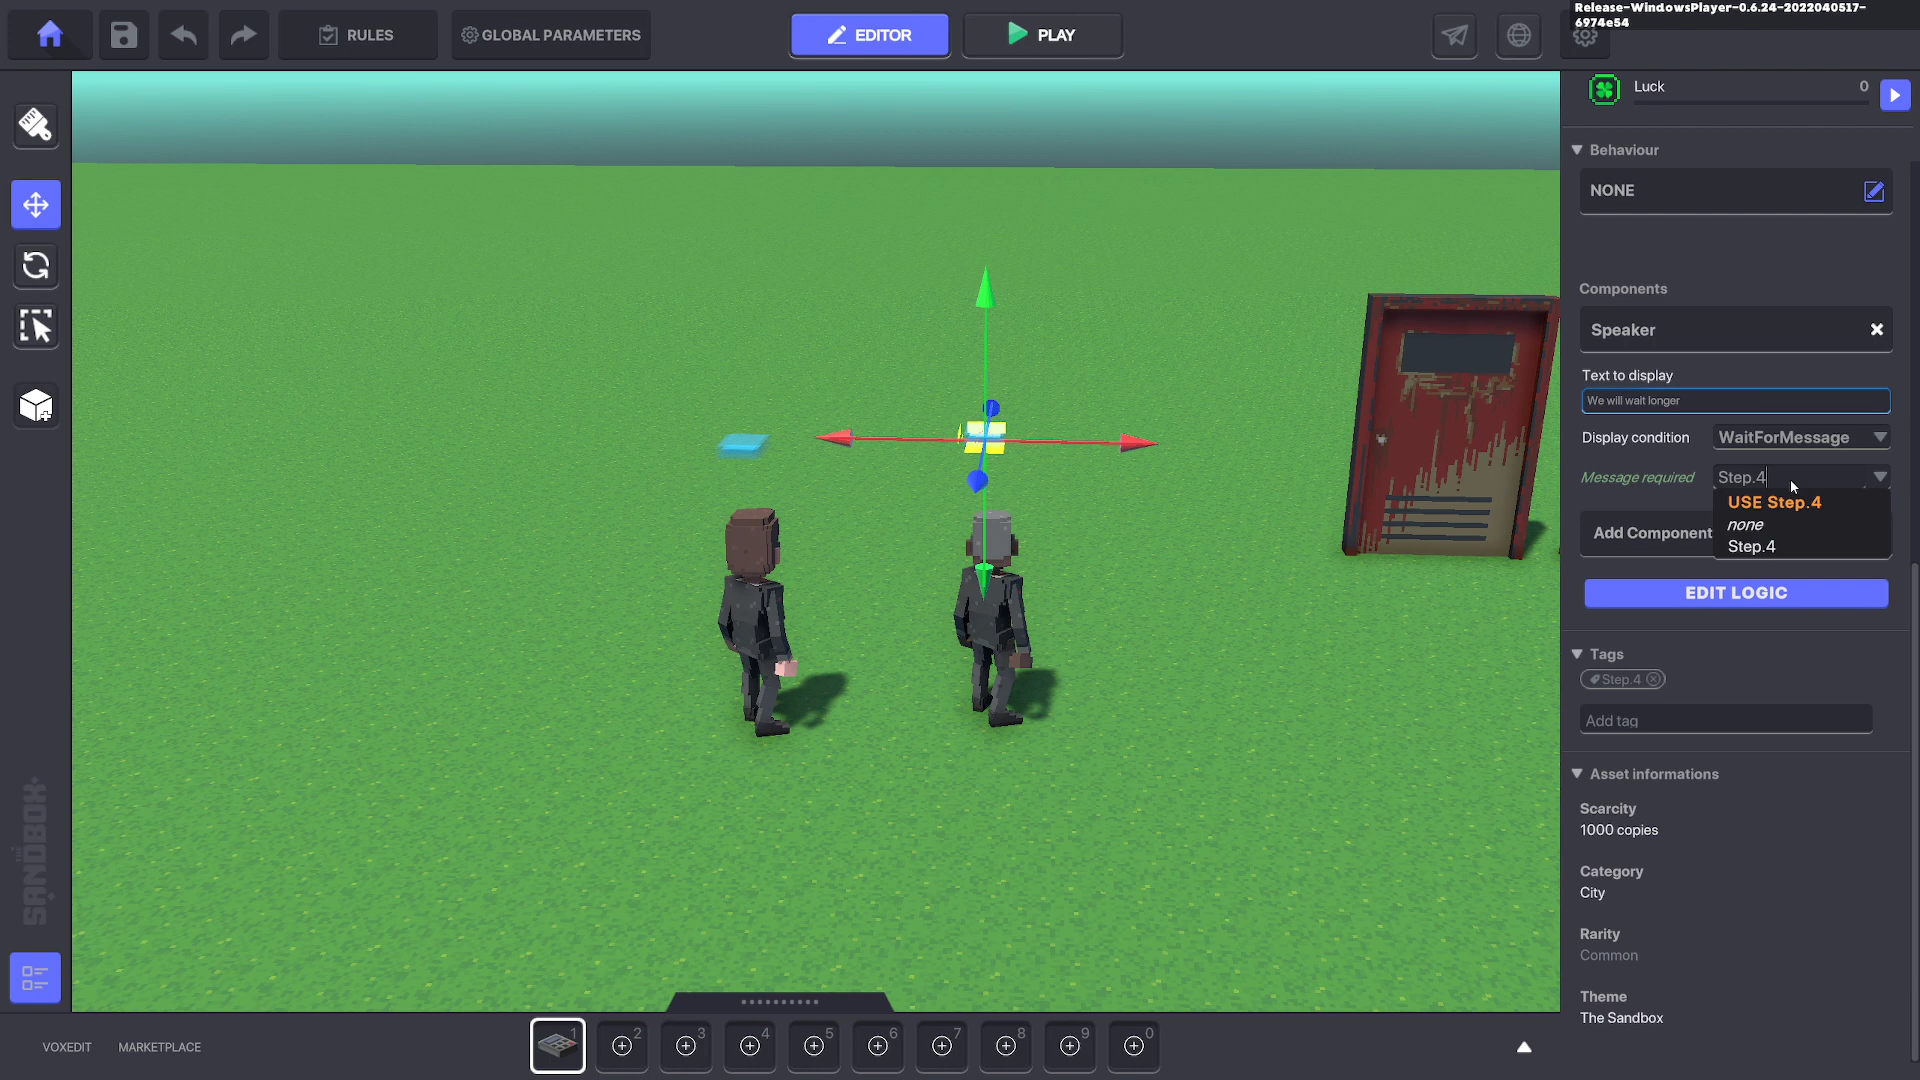 Release-WindowsPlayer-0.6.24-2022040517-
6974e54
RULES
GLOBAL PARAMETERS
EDITOR
PLAY
Luck
0
Behaviour
NONE
Components
Speaker
Text to display
We will wait longer
Display condition
WaitForMessage
Message required
Step.4
USE Step.4
none
Step.4
Add Component
EDIT LOGIC
Tags
Step.4
Add tag
Asset informations
Scarcity
1000 copies
Category
City
Rarity
Common
Theme
The Sandbox
THE SANDBOX
VOXEDIT
MARKETPLACE
1
2
3
4
5
6
7
8
9
0